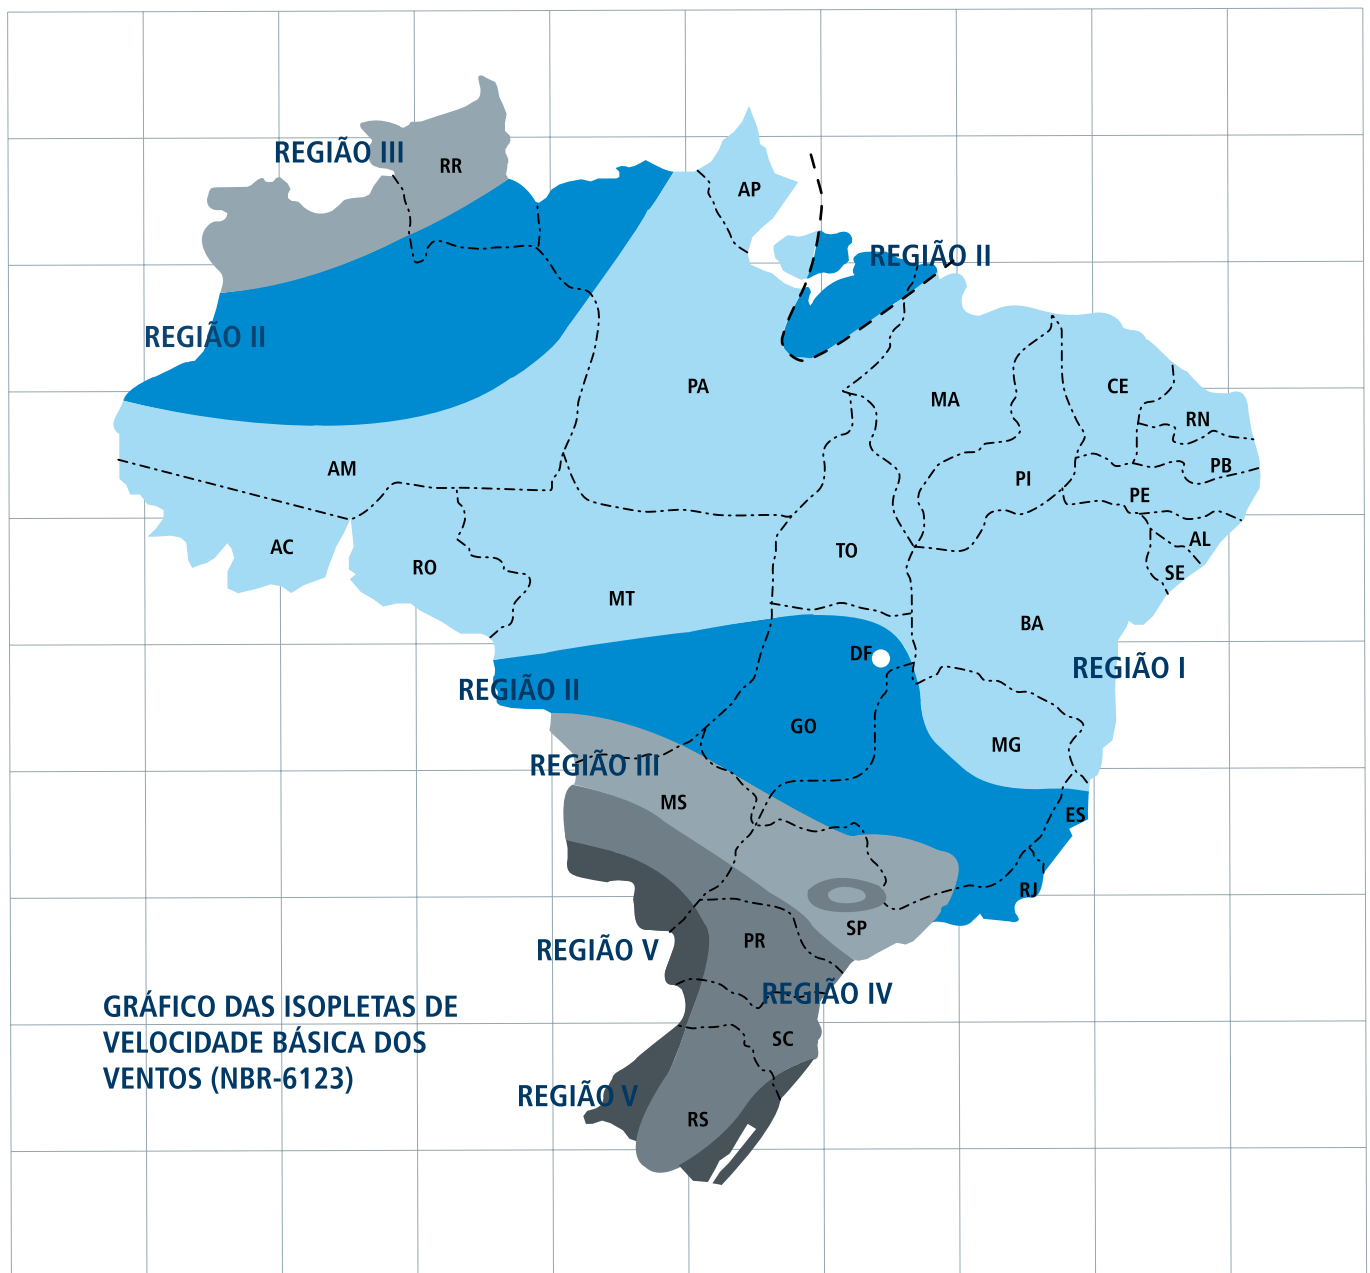 REGIÃO III
RR
AP
REGIÃO II
REGIÃO II
PA
CE
MA
RN
AM
PB
PI
PE
AC
TO
AL
RO
SE
MT
BA
DF
REGIÃO I
REGIÃO II
GO
MG
REGIÃO III
MS
ES
RJ
SP
PR
REGIÃO V
REGIÃO IV
GRÁFICO DAS ISOPLETAS DE
VELOCIDADE BÁSICA DOS
VENTOS (NBR-6123)
SC
REGIÃO V
RS